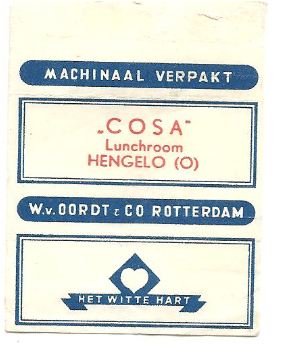 MACHINAAL VERPAKT
„COSA"
Lunchroom
HENGELO (O)
W.v. OORDT & CO ROTTERDAM
HET WITTE HART